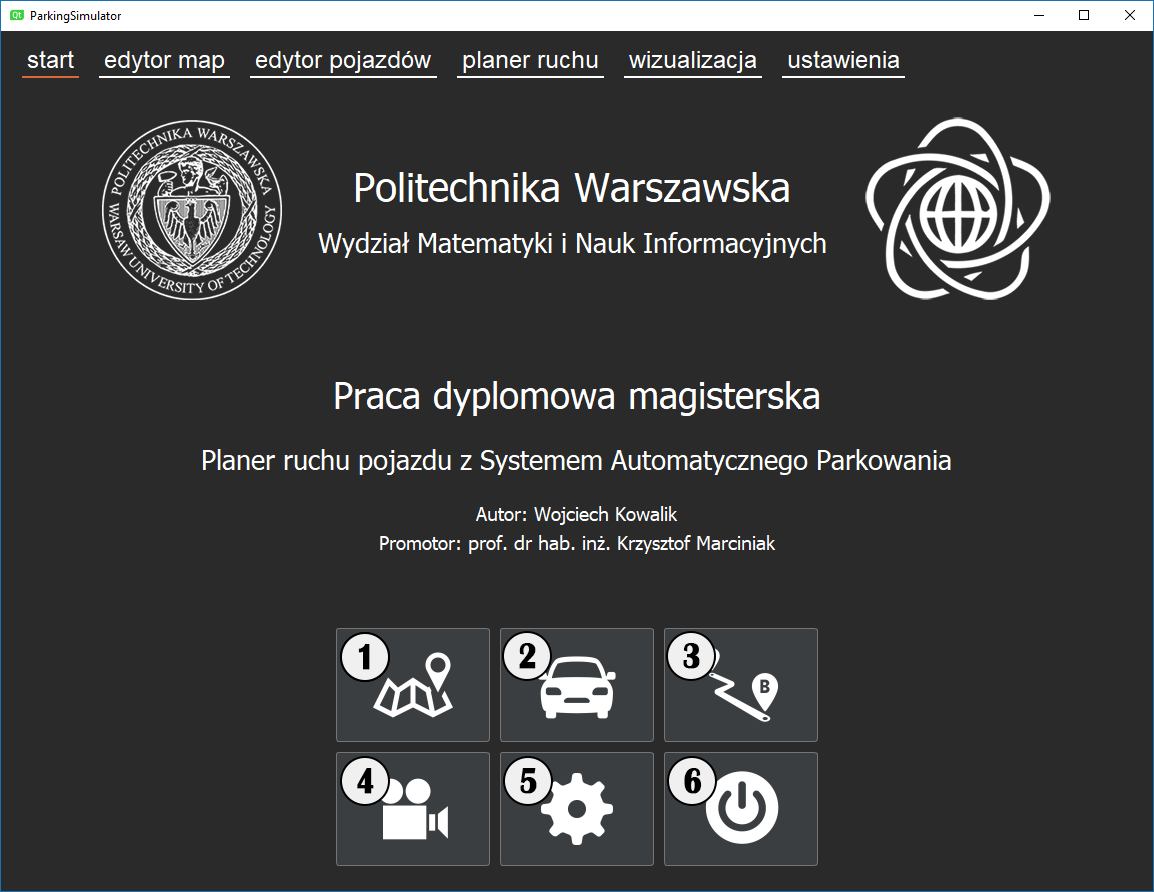 ParkingSimulator
start edytor map edytor pojazdów planer ruchu wizualizacja ustawienia
POLITECHNIKA WARSZAWSKA
WARSAW UNIVERSITY OF TECHNOLOGY
Politechnika Warszawska
Wydział Matematyki i Nauk Informacyjnych
Praca dyplomowa magisterska
Planer ruchu pojazdu z Systemem Automatycznego Parkowania
Autor: Wojciech Kowalik
Promotor: prof. dr hab. inż. Krzysztof Marciniak
1 2 3 B
4 5 6